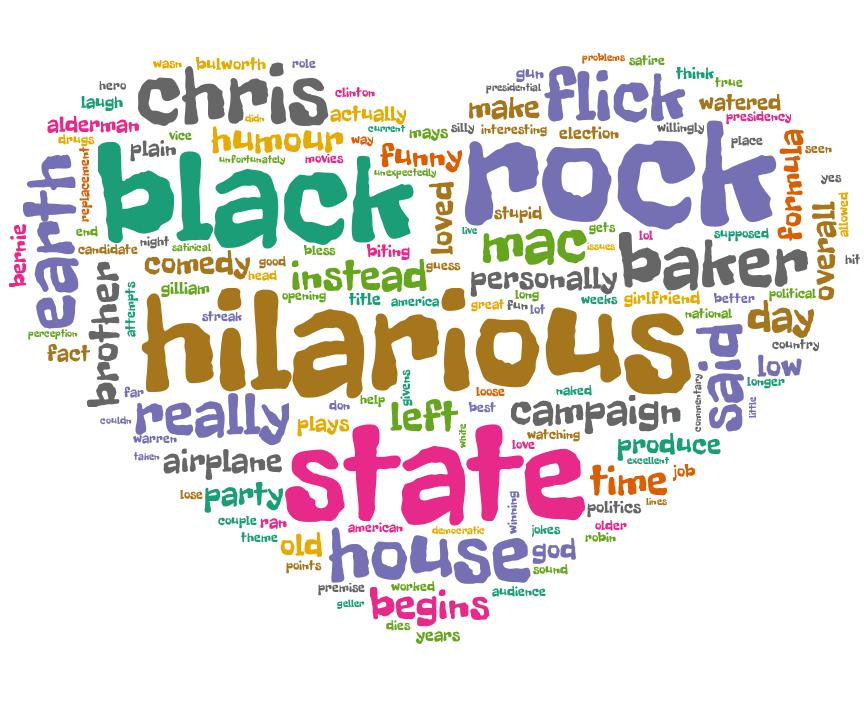 wasn bulworth role
problems satire
hero chris clinton
gun flick think true
laugh presidential
didn actually make watered
alderman current mays silly interesting election willingly presidency
drugs vice humour way
plain unfortunately movies funny rock place formula seen
replacement black unexpectedly
earth loved stupid yes
bernie end night satirical bless biting live mac gets issues lol supposed overall allowed
candidate comedy good head instead guess personally baker hit
brother attempts gilliam opening title america great fun long lot weeks girlfriend better political
streak hilarious national day
perception fact country
said low longer
far givens loose naked commentary little
couldn really don help left best campaign
warren plays white love watching produce
taken airplane state excellent job
lose party time lines
couple ran winning politics
theme american democratic jokes older
old house god robin
points sound
premise worked audience
geller begins
dies years